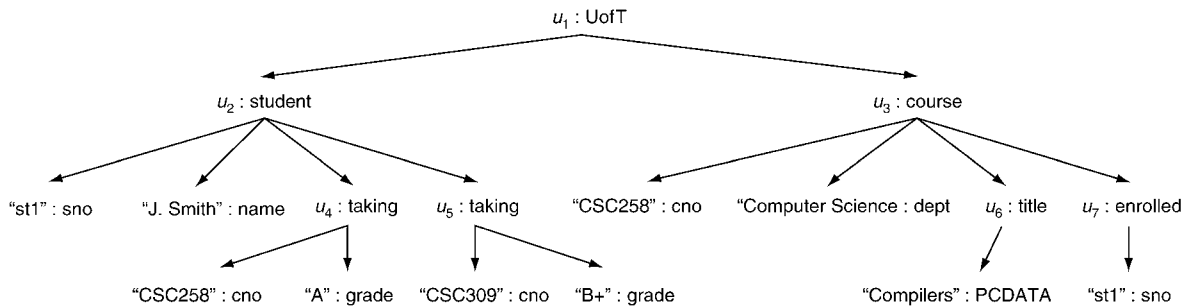 u1 : UofT
u2 : student u3 : course
“st1” : sno “J. Smith” : name u4 : taking u5 : taking “CSC258” : cno “Computer Science : dept u6 : title u7 : enrolled
“CSC258” : cno “A” : grade “CSC309” : cno “B+” : grade “Compilers” : PCDATA “st1” : sno